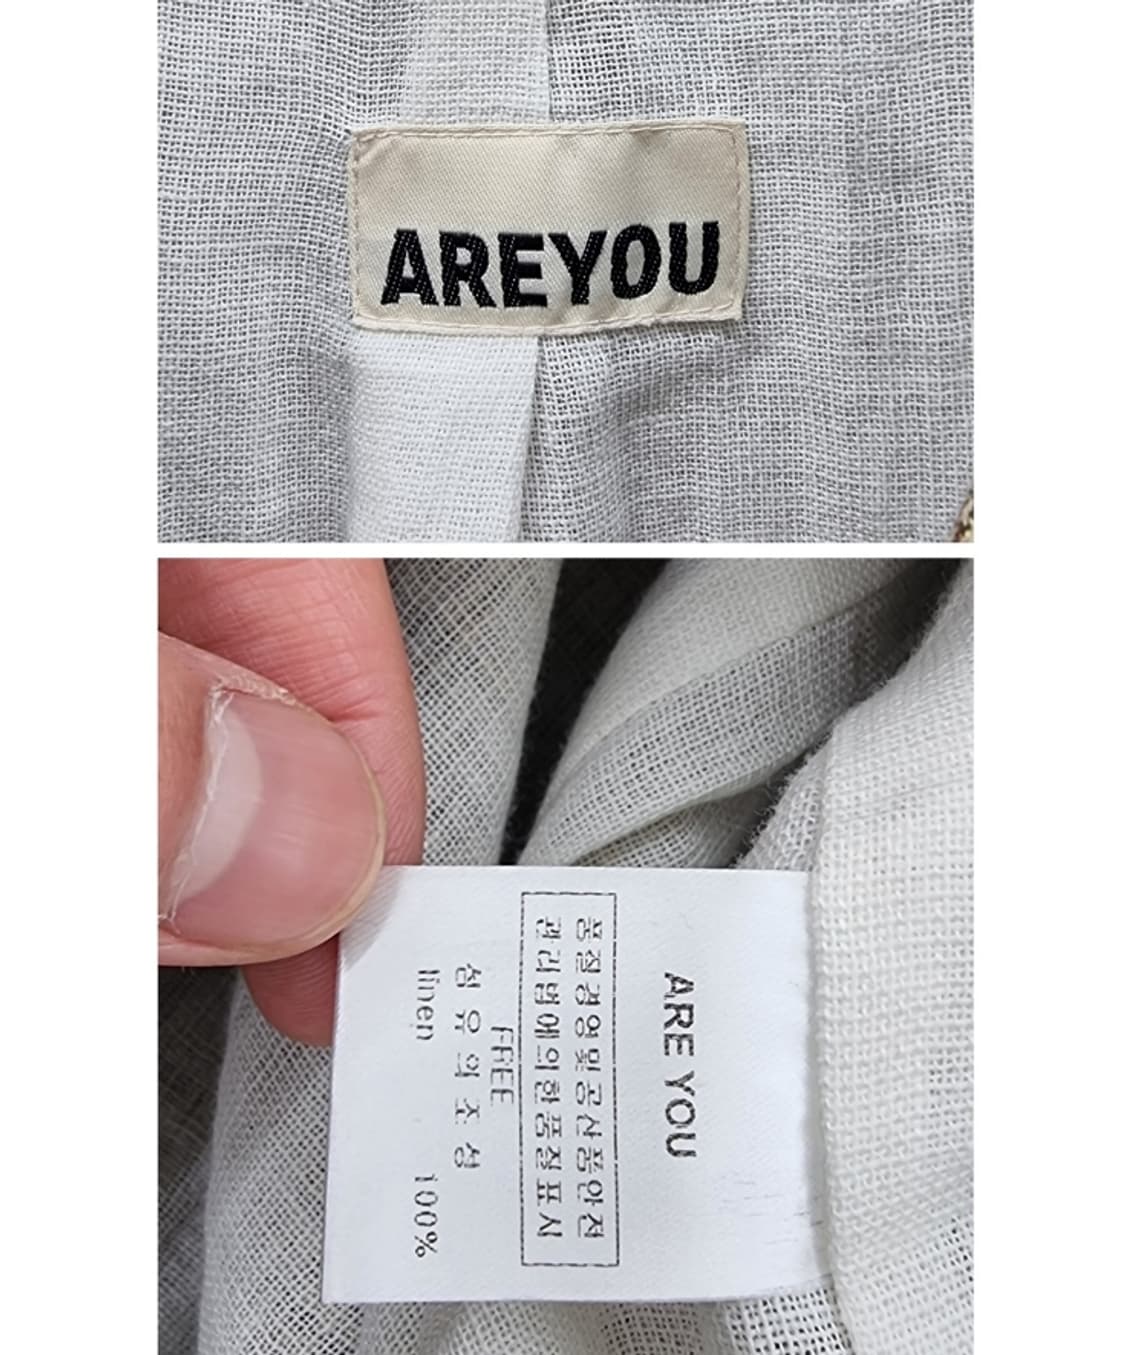 AREYOU
ARE YOU
품질경영및공산품안전
관리법에의한품질표시
FREE
섬유의조성
linen 100%